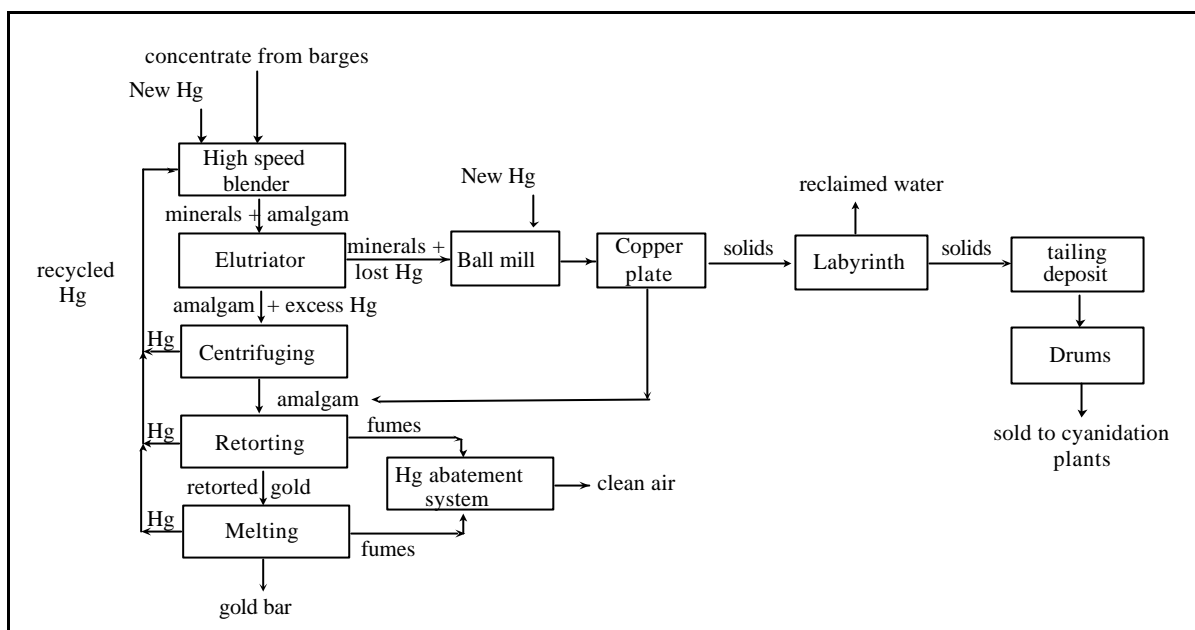 concentrate from barges
New Hg
High speed
blender
minerals + amalgam
Elutriator
minerals +
lost Hg
New Hg
Ball mill
Copper
plate
solids
reclaimed water
Labyrinth
solids
tailing
deposit
Drums
sold to cyanidation
plants
recycled
Hg
amalgam + excess Hg
Hg
Centrifuging
amalgam
Hg
Retorting
fumes
Hg abatement
system
clean air
retorted gold
Hg
Melting
fumes
gold bar